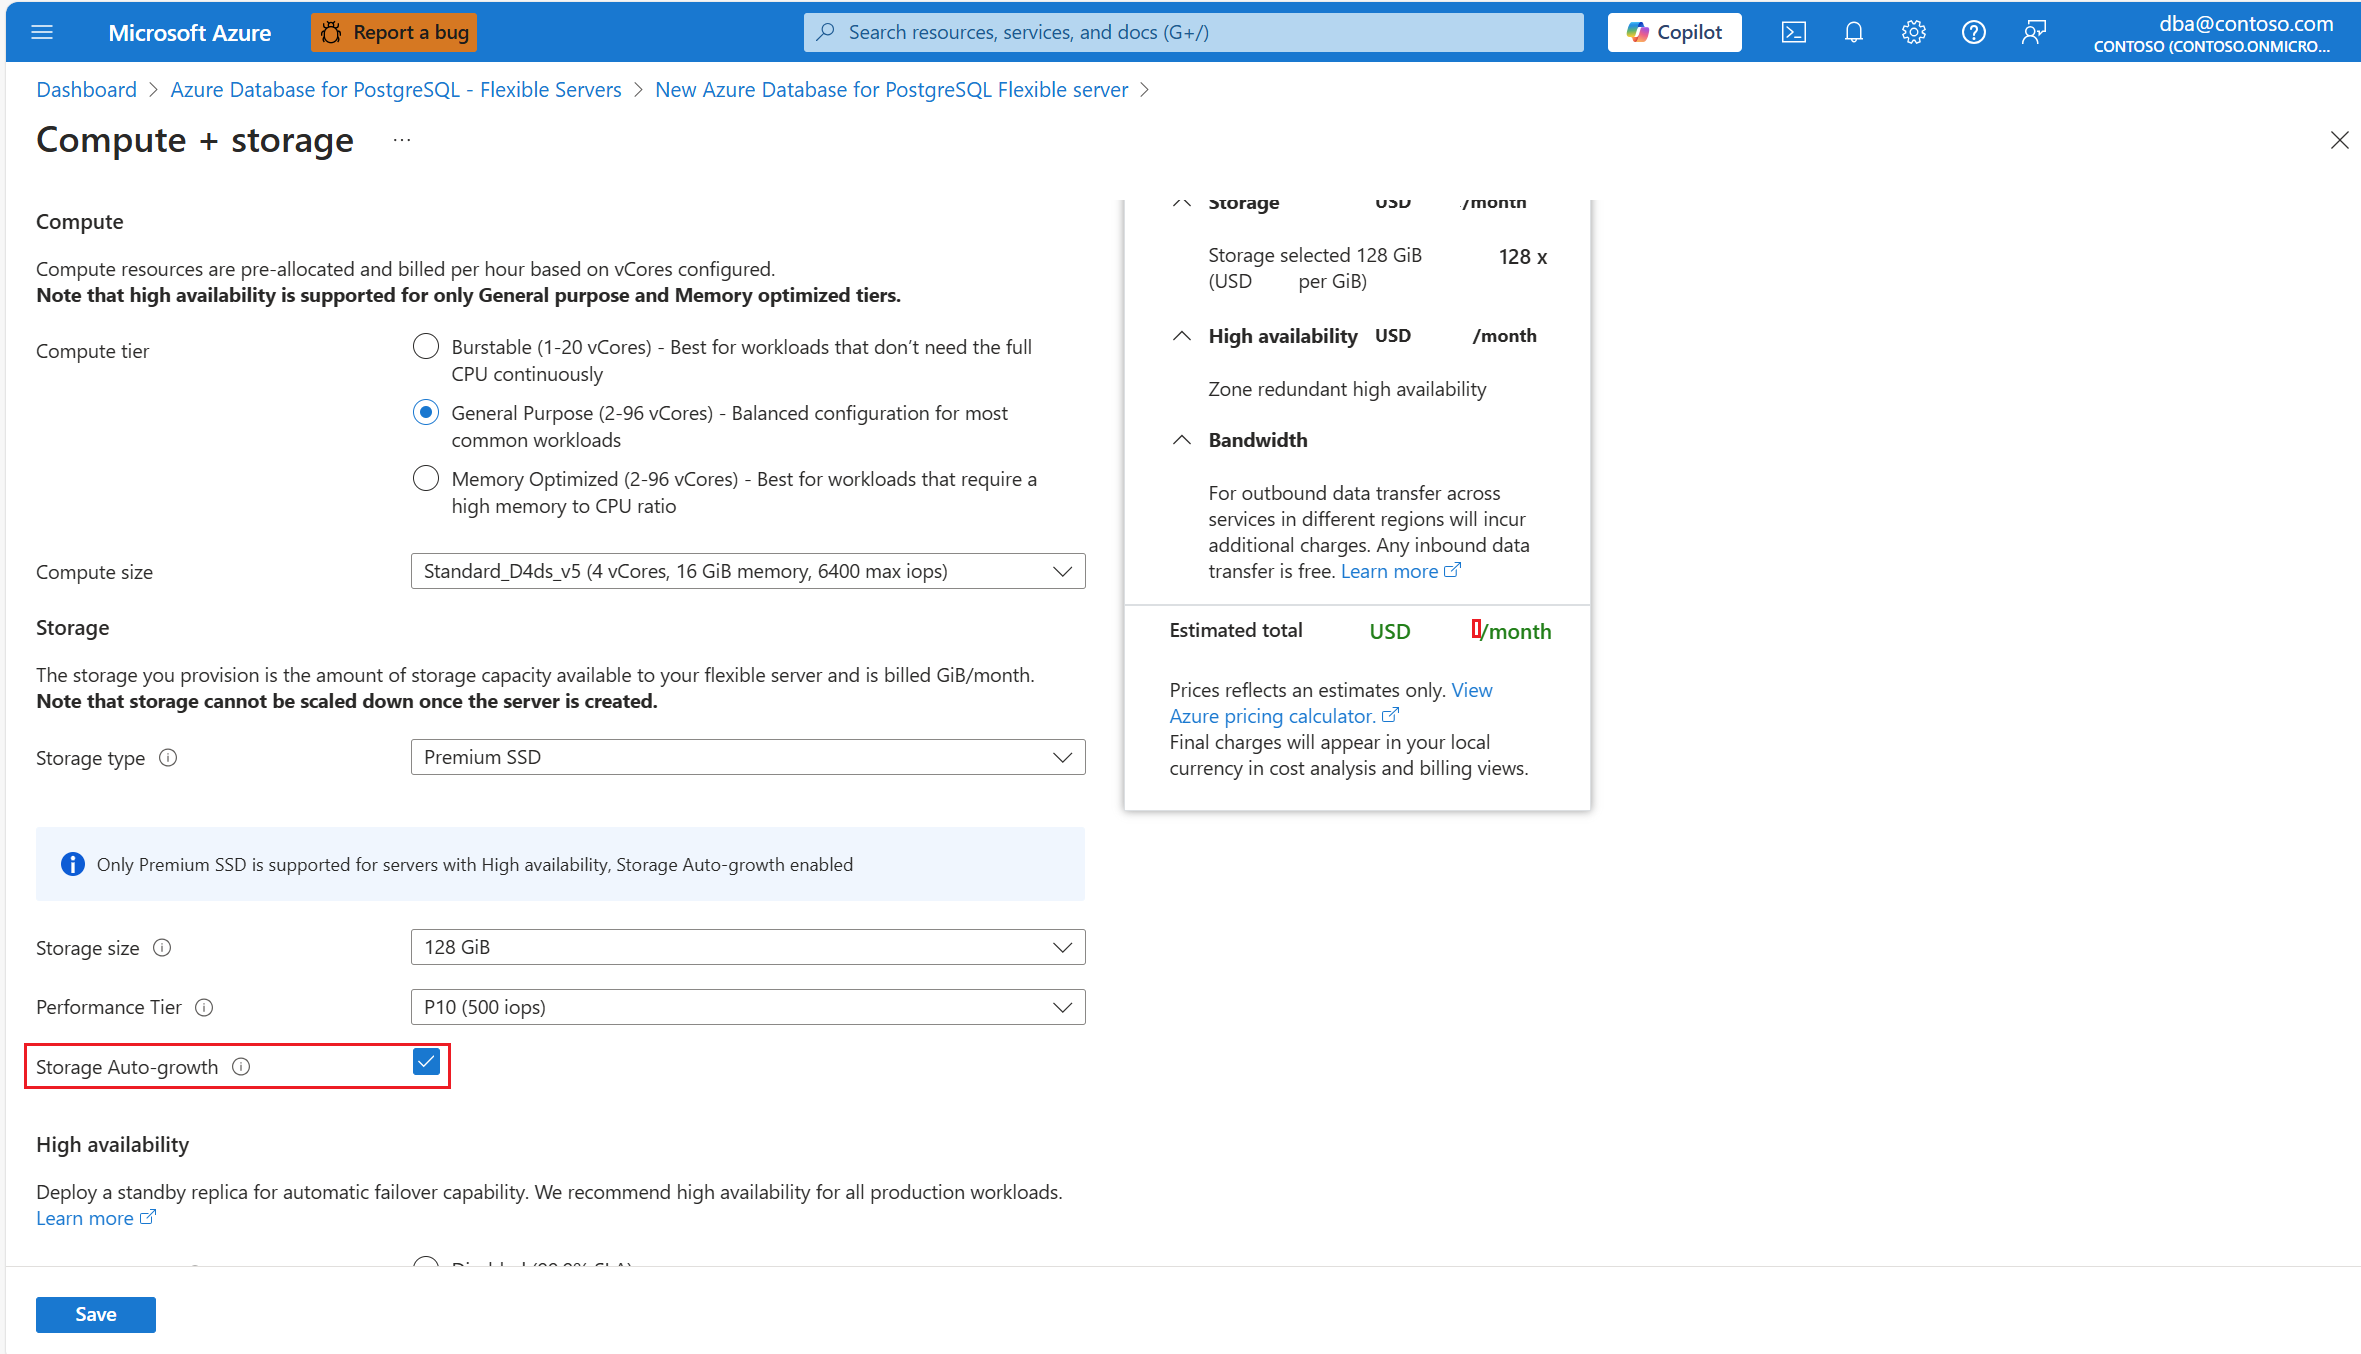 Microsoft Azure
Report a bug
Search resources, services, and docs (G+/)
Copilot
dba@contoso.com
CONTOSO (CONTOSO.ONMICRO...
Dashboard > Azure Database for PostgreSQL - Flexible Servers > New Azure Database for PostgreSQL Flexible server >
Compute + storage ...
Compute
Compute resources are pre-allocated and billed per hour based on vCores configured.
Note that high availability is supported for only General purpose and Memory optimized tiers.
Compute tier
Burstable (1-20 vCores) - Best for workloads that don’t need the full
CPU continuously
General Purpose (2-96 vCores) - Balanced configuration for most
common workloads
Memory Optimized (2-96 vCores) - Best for workloads that require a
high memory to CPU ratio
Compute size
Standard_D4ds_v5 (4 vCores, 16 GiB memory, 6400 max iops)
Storage
The storage you provision is the amount of storage capacity available to your flexible server and is billed GiB/month.
Note that storage cannot be scaled down once the server is created.
Storage type
Premium SSD
Only Premium SSD is supported for servers with High availability, Storage Auto-growth enabled
Storage size
128 GiB
Performance Tier
P10 (500 iops)
Storage Auto-growth
High availability
Deploy a standby replica for automatic failover capability. We recommend high availability for all production workloads.
Learn more
Disabled (99.9% SLA)
Save
Storage USD /month
Storage selected 128 GiB 128 x
(USD per GiB)
High availability USD /month
Zone redundant high availability
Bandwidth
For outbound data transfer across
services in different regions will incur
additional charges. Any inbound data
transfer is free. Learn more
Estimated total USD /month
Prices reflects an estimates only. View
Azure pricing calculator.
Final charges will appear in your local
currency in cost analysis and billing views.